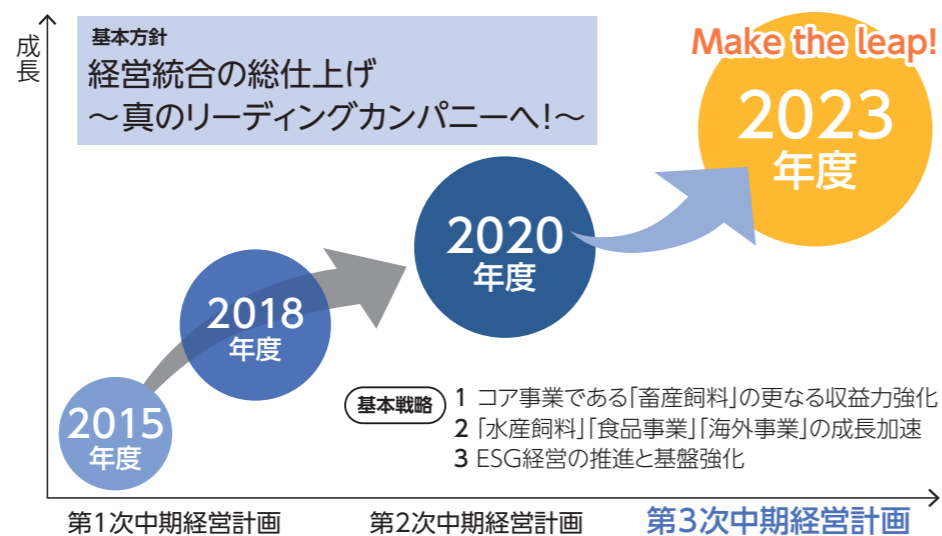 成長
基本方針
経営統合の総仕上げ
～真のリーディングカンパニーへ!～
Make the leap!
2023
年度
2020
年度
2018
年度
2015
年度
基本戦略
1 コア事業である「畜産飼料」の更なる収益力強化
2 「水産飼料」「食品事業」「海外事業」の成長加速
3 ESG経営の推進と基盤強化
第1次中期経営計画
第2次中期経営計画
第3次中期経営計画